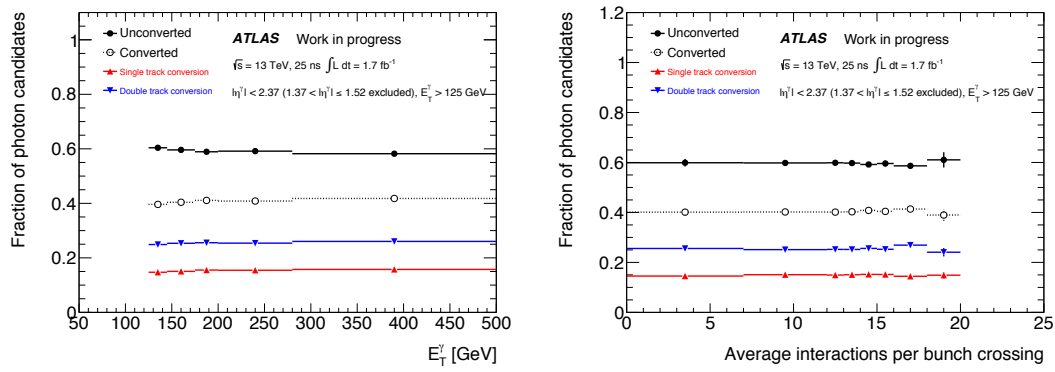 Fraction of photon candidates
1
0.8
0.6
0.4
0.2
0
Unconverted
Converted
Single track conversion
Double track conversion
ATLAS Work in progress
√s = 13 TeV, 25 ns ∫L dt = 1.7 fb⁻¹
|η^γ| < 2.37 (1.37 < |η^γ| ≤ 1.52 excluded), E_T^γ > 125 GeV
50 100 150 200 250 300 350 400 450 500
E_T^γ [GeV]
Fraction of photon candidates
1.2
1
0.8
0.6
0.4
0.2
0
Unconverted
Converted
Single track conversion
Double track conversion
ATLAS Work in progress
√s = 13 TeV, 25 ns ∫L dt = 1.7 fb⁻¹
|η^γ| < 2.37 (1.37 < |η^γ| ≤ 1.52 excluded), E_T^γ > 125 GeV
0 5 10 15 20 25
Average interactions per bunch crossing